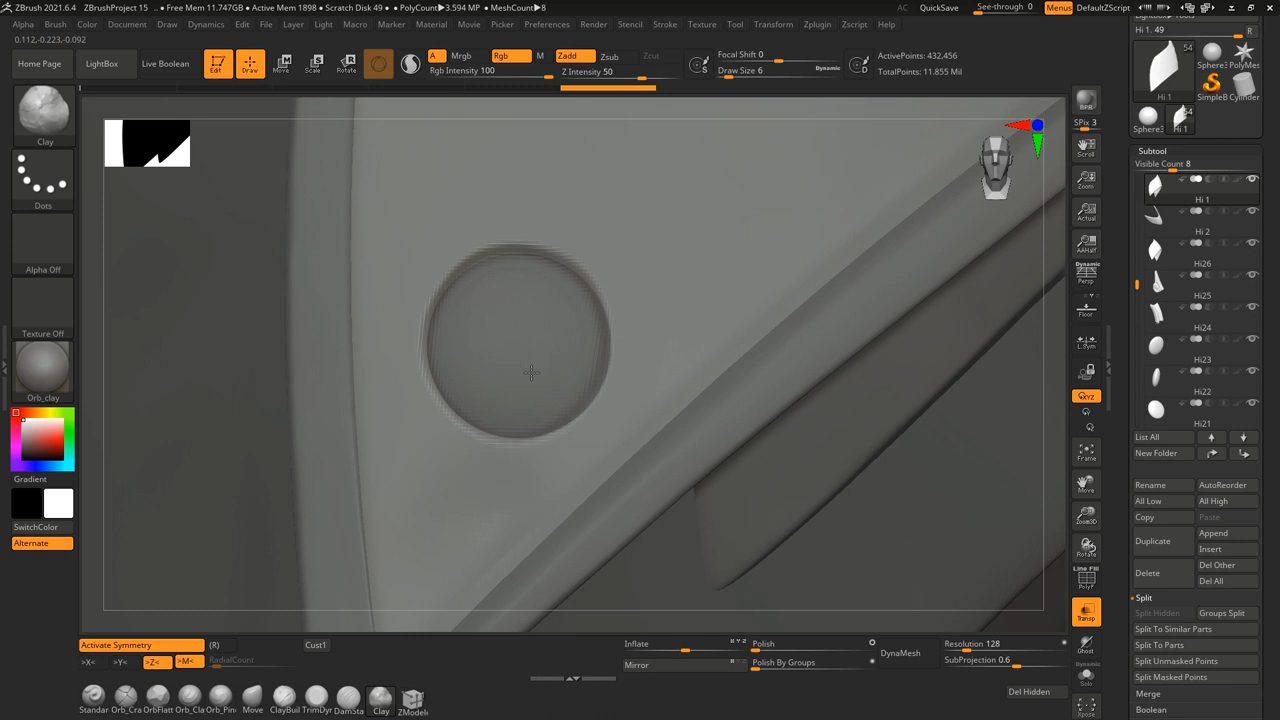 ZBrush 2021.6.4 ZBrushProject 15 • Free Mem 11.747GB • Active Mem 1898 • Scratch Disk 49 • PolyCount▸3.594 MP • MeshCount▸8 AC QuickSave See-through 0 Menus DefaultZScript
Alpha Brush Color Document Draw Dynamics Edit File Layer Light Macro Marker Material Movie Picker Preferences Render Stencil Stroke Texture Tool Transform Zplugin Zscript Help
0.112,-0.223,-0.092
Home Page LightBox Live Boolean Edit Draw Move Scale Rotate
A Mrgb Rgb M Zadd Zsub Zcut
Rgb Intensity 100 Z Intensity 50
Focal Shift 0
Draw Size 6 Dynamic
S D
ActivePoints: 432,456
TotalPoints: 11.855 Mil
Clay
Dots
Alpha Off
Texture Off
Orb_clay
Gradient
SwitchColor
Alternate
BPR
SPix 3
Scroll
Zoom
Actual
AAHalf
Dynamic
Persp
Floor
L.Sym
XYZ
Frame
Move
Zoom3D
Rotate
Line Fill
PolyF
Transp
Ghost
Dynamic
Solo
Xpose
Hi 1. 49 R
54
Hi 1
Sphere3 PolyMes
SimpleB Cylinder
Sphere3 Hi 1
54
Subtool
Visible Count 8
Hi 1
Hi 2
Hi26
Hi25
Hi24
Hi23
Hi22
Hi21
List All
New Folder
Rename AutoReorder
All Low All High
Copy Paste
Duplicate Append
Insert
Delete Del Other
Del All
Split
Split Hidden Groups Split
Split To Similar Parts
Split To Parts
Split Unmasked Points
Split Masked Points
Merge
Boolean
Activate Symmetry (R) Cust1
>X< >Y< >Z< >M< RadialCount
Inflate Polish Resolution 128
Mirror Polish By Groups DynaMesh SubProjection 0.6
Del Hidden
Standar Orb_Cra OrbFlatt Orb_Cla Orb_Pin Move ClayBuil TrimDyr DamSta Clay ZModele